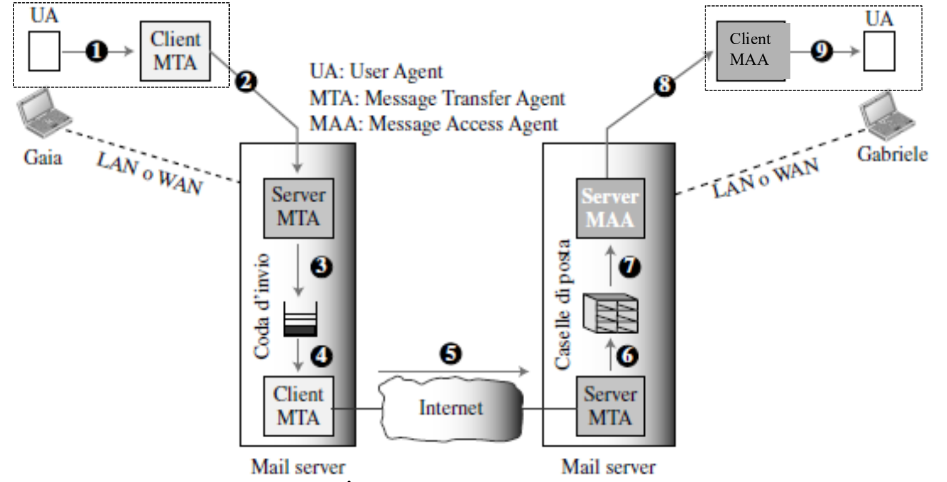 UA
1
Client
MTA
2
UA: User Agent
MTA: Message Transfer Agent
MAA: Message Access Agent
8
Client
MAA
9
UA
Gaia
LAN o WAN
Gabriele
LAN o WAN
Server
MTA
3
Coda d'invio
4
Client
MTA
5
Internet
Server
MAA
7
Caselle di posta
6
Server
MTA
Mail server
Mail server